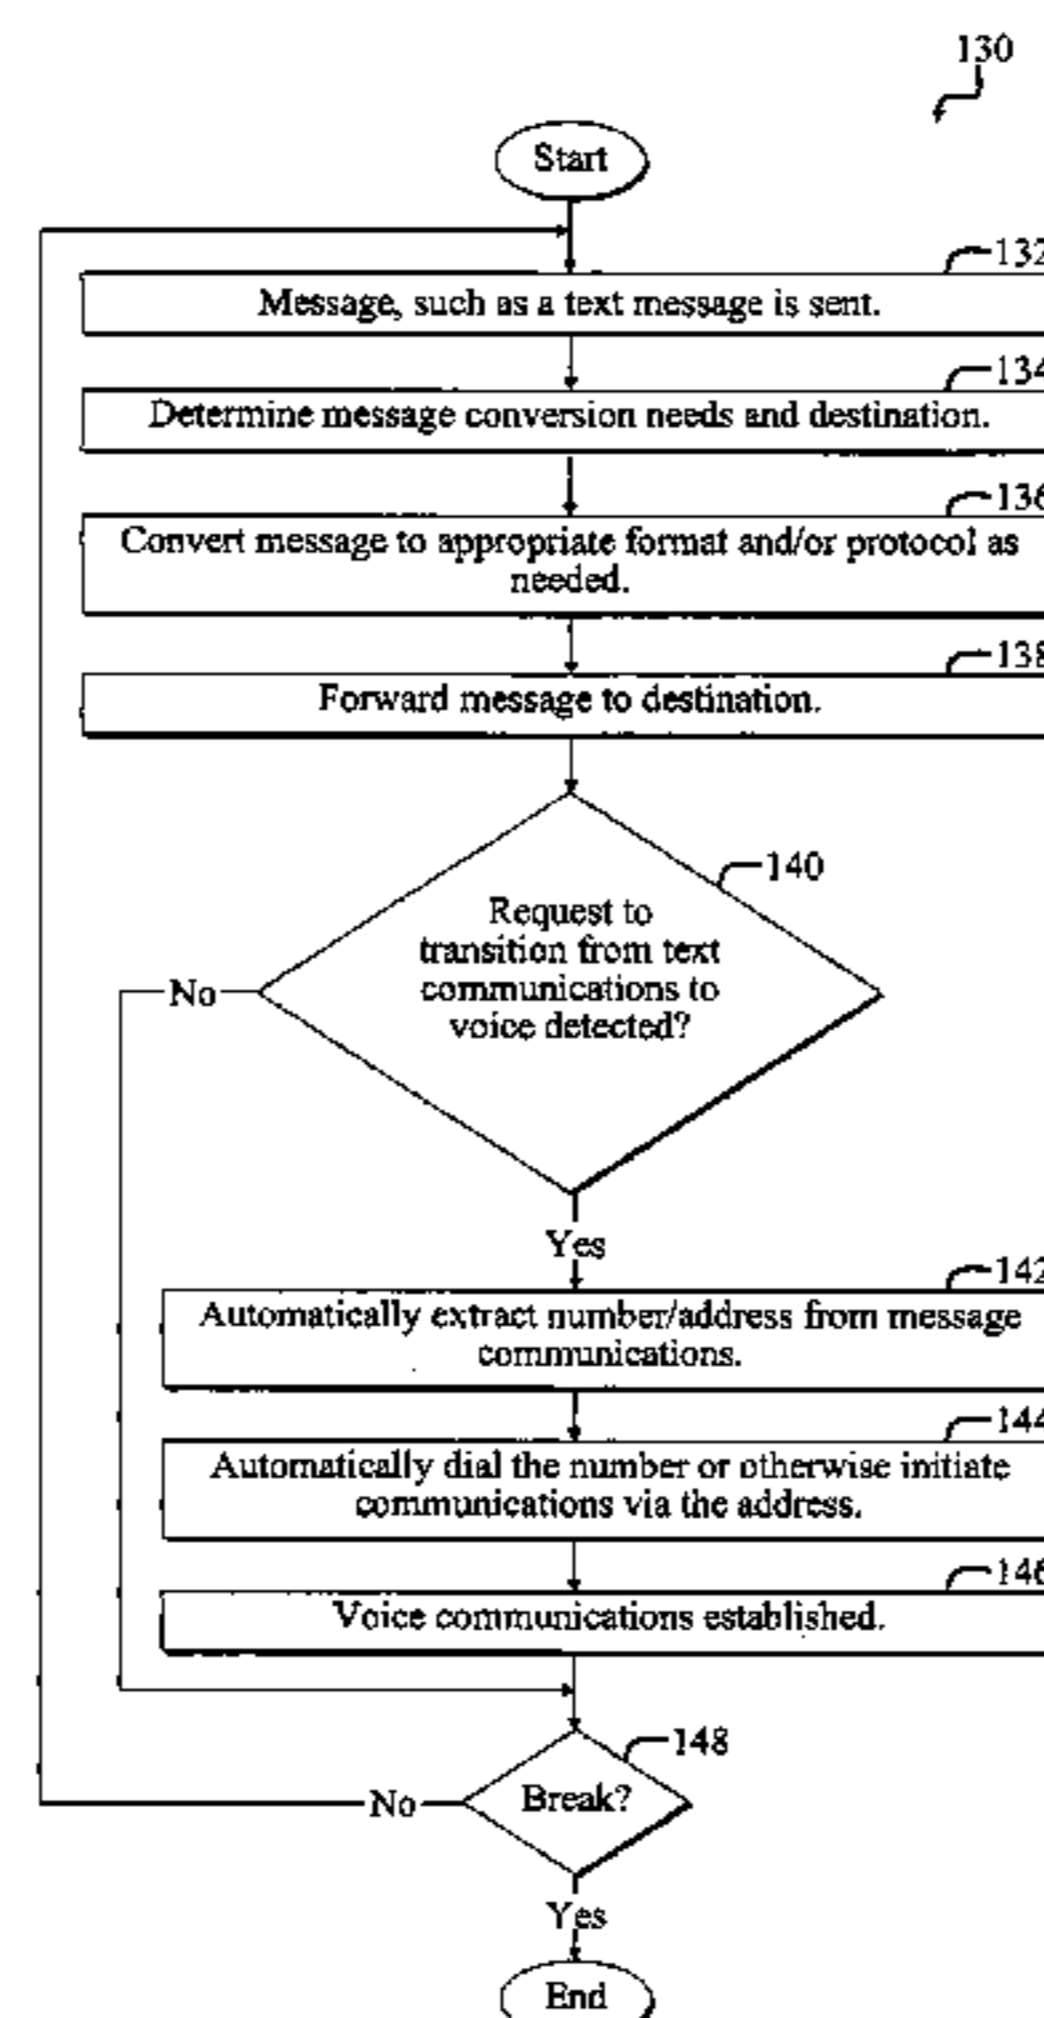 130
Start
132
Message, such as a text message is sent.
134
Determine message conversion needs and destination.
136
Convert message to appropriate format and/or protocol as
needed.
138
Forward message to destination.
140
Request to
transition from text
communications to
voice detected?
No
Yes
142
Automatically extract number/address from message
communications.
144
Automatically dial the number or otherwise initiate
communications via the address.
146
Voice communications established.
148
Break?
No
Yes
End